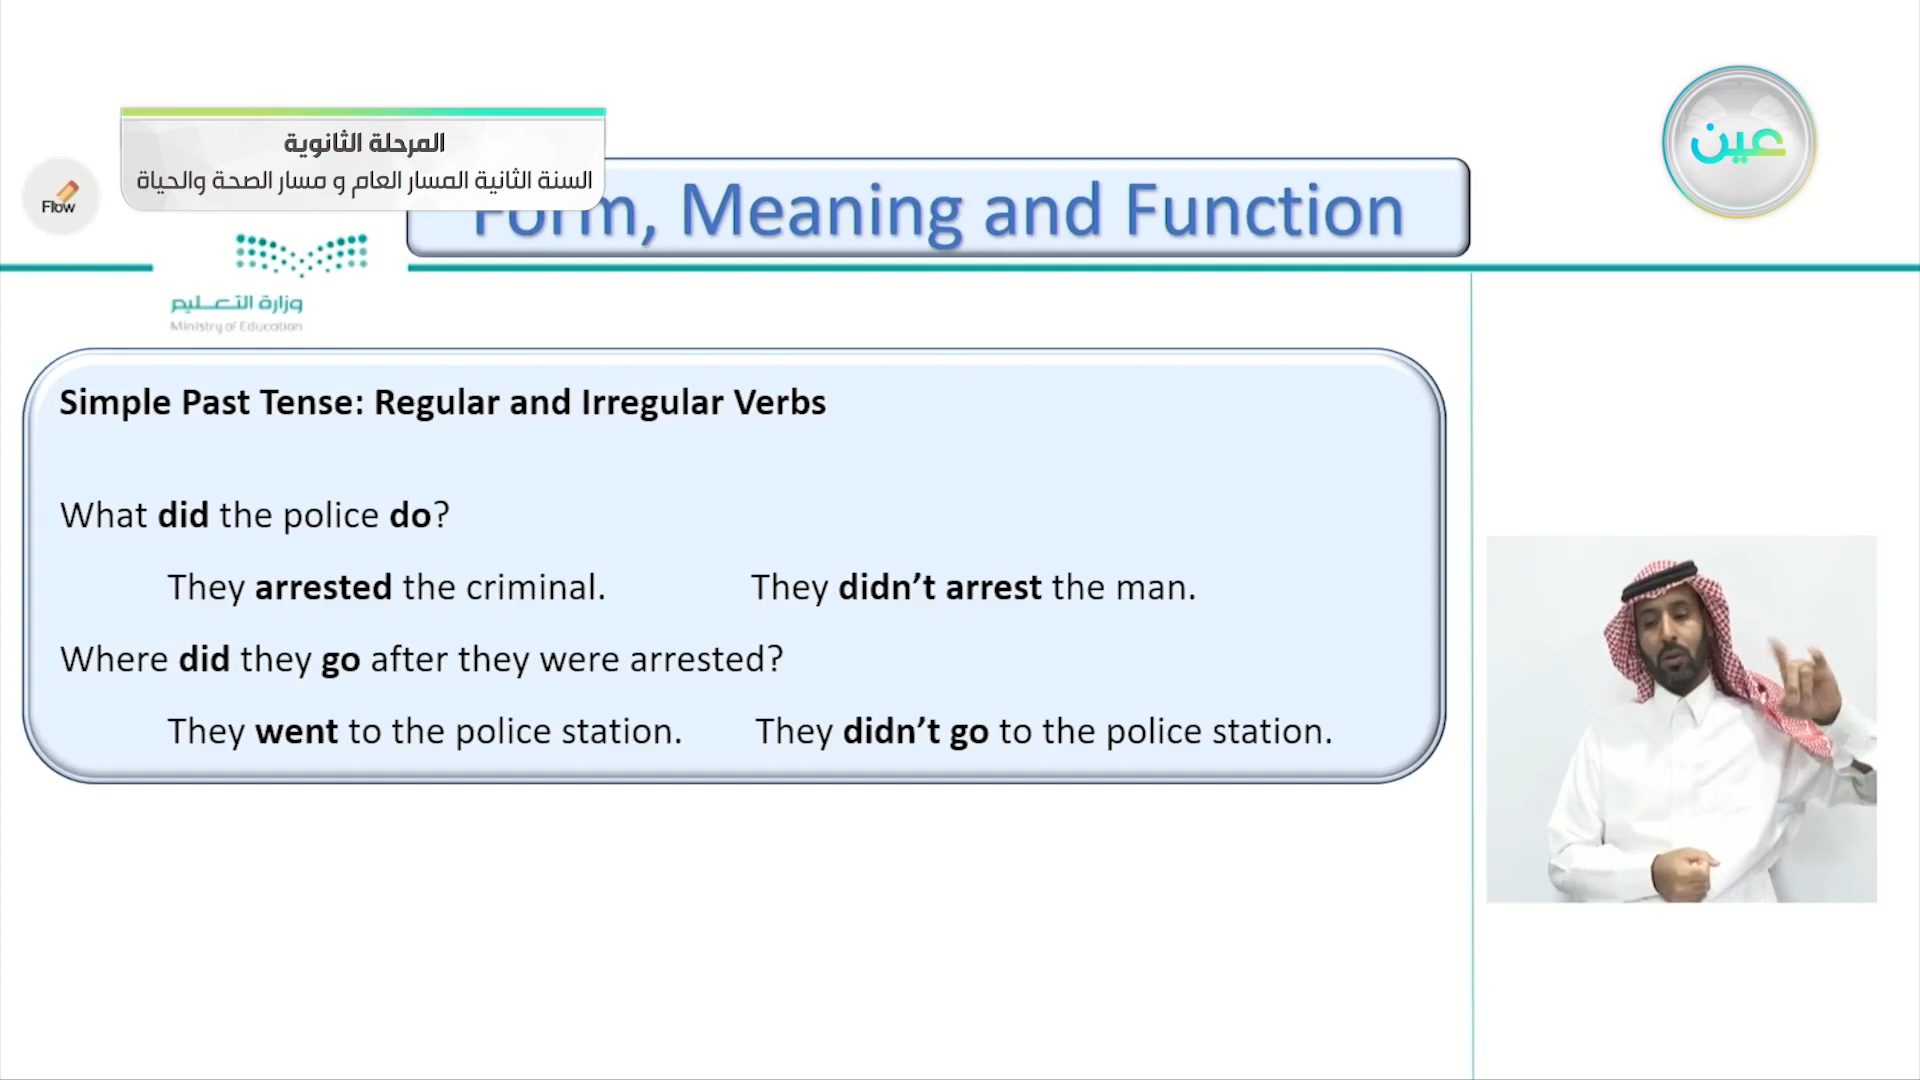 المرحلة الثانوية
السنة الثانية المسار العام و مسار الصحة والحياة
عين
Flow
Form, Meaning and Function
وزارة التعليم
Ministry of Education
Simple Past Tense: Regular and Irregular Verbs
What did the police do?
They arrested the criminal. They didn’t arrest the man.
Where did they go after they were arrested?
They went to the police station. They didn’t go to the police station.